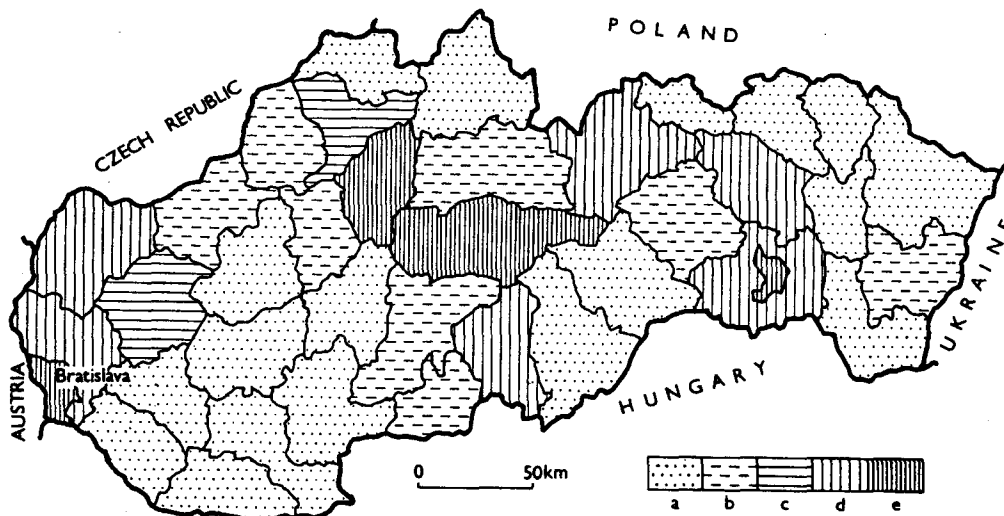 POLAND
CZECH REPUBLIC
UKRAINE
AUSTRIA
Bratislava
HUNGARY
0 50km
a b c d e